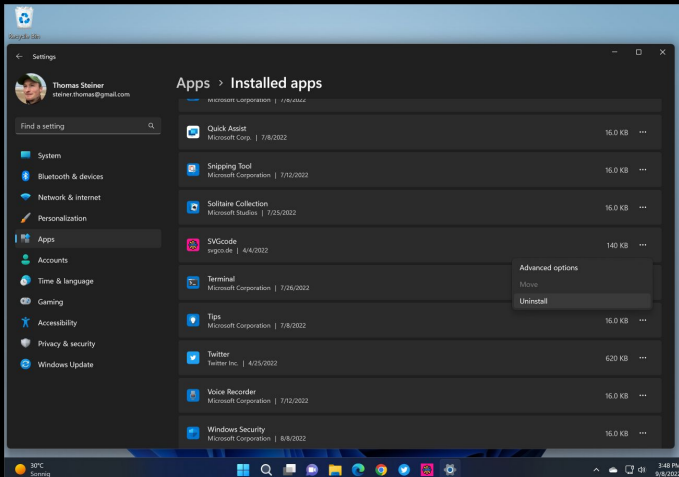 Recycle Bin
Settings
Thomas Steiner
steiner.thomas@gmail.com
Find a setting
System
Bluetooth & devices
Network & internet
Personalization
Apps
Accounts
Time & language
Gaming
Accessibility
Privacy & security
Windows Update
Apps > Installed apps
Microsoft Corporation | 7/8/2022
Quick Assist
Microsoft Corp. | 7/8/2022
16.0 KB
Snipping Tool
Microsoft Corporation | 7/12/2022
16.0 KB
Solitaire Collection
Microsoft Studios | 7/25/2022
16.0 KB
SVGcode
svgco.de | 4/4/2022
140 KB
Advanced options
Move
Uninstall
Terminal
Microsoft Corporation | 7/26/2022
Tips
Microsoft Corporation | 7/8/2022
16.0 KB
Twitter
Twitter Inc. | 4/25/2022
620 KB
Voice Recorder
Microsoft Corporation | 7/12/2022
16.0 KB
Windows Security
Microsoft Corporation | 8/8/2022
16.0 KB
30°C
Sonnig
3:48 PM
9/8/2022